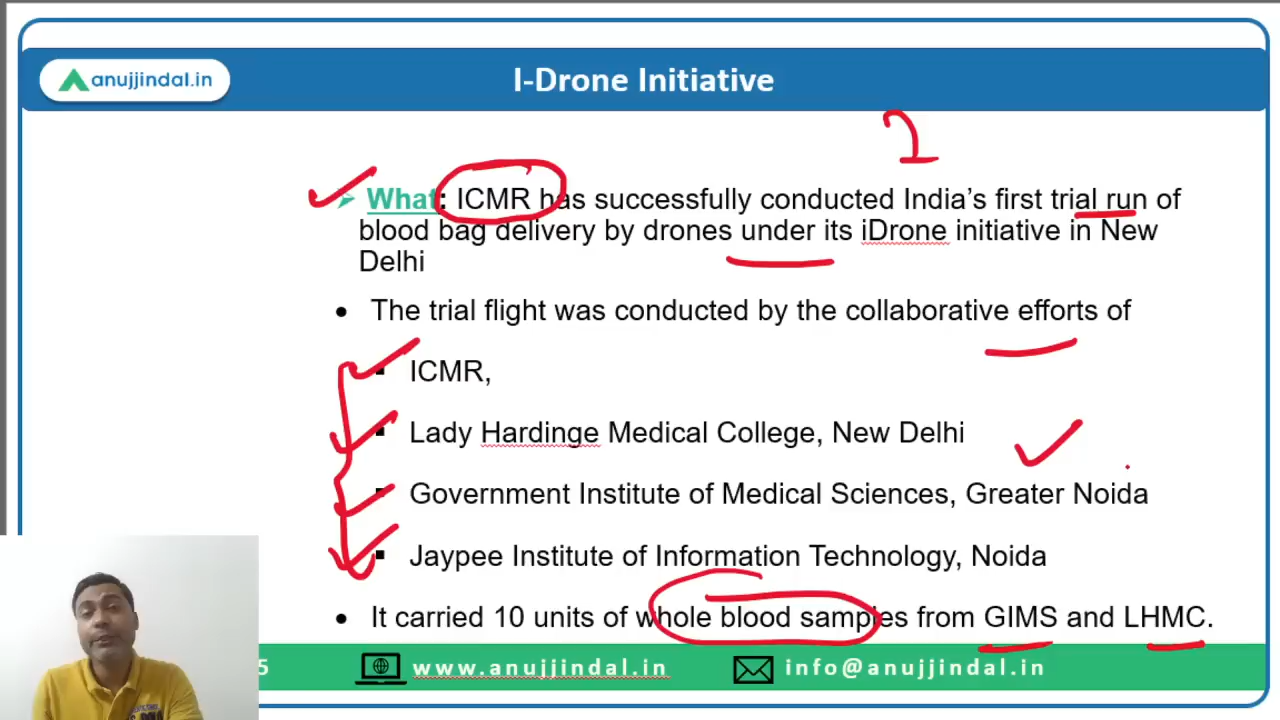 anujjindal.in
I-Drone Initiative
What: ICMR has successfully conducted India's first trial run of
blood bag delivery by drones under its iDrone initiative in New
Delhi
• The trial flight was conducted by the collaborative efforts of
▪ ICMR,
▪ Lady Hardinge Medical College, New Delhi
▪ Government Institute of Medical Sciences, Greater Noida
▪ Jaypee Institute of Information Technology, Noida
• It carried 10 units of whole blood samples from GIMS and LHMC.
5 www.anujjindal.in info@anujjindal.in